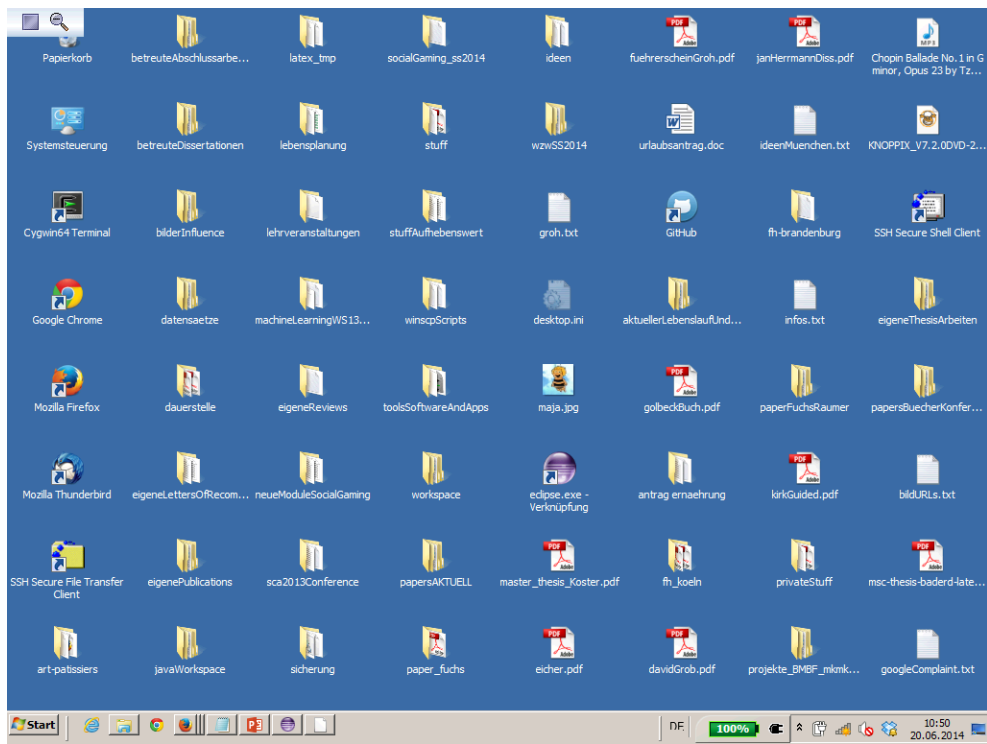 Papierkorb
betreuteAbschlussarbe...
latex_tmp
socialGaming_ss2014
ideen
fuehrerscheinGroh.pdf
janHerrmannDiss.pdf
Chopin Ballade No.1 in G
minor, Opus 23 by Tz...
Systemsteuerung
betreuteDissertationen
lebensplanung
stuff
wzwSS2014
urlaubsantrag.doc
ideenMuenchen.txt
KNOPPIX_V7.2.0DVD-2...
Cygwin64 Terminal
bilderInfluence
lehrveranstaltungen
stuffAufhebenswert
groh.txt
GitHub
fh-brandenburg
SSH Secure Shell Client
Google Chrome
datensaetze
machineLearningWS13...
winscpScripts
desktop.ini
aktuellerLebenslaufUnd...
infos.txt
eigeneThesisArbeiten
Mozilla Firefox
dauerstelle
eigeneReviews
toolsSoftwareAndApps
maja.jpg
golbeckBuch.pdf
paperFuchsRaumer
papersBuecherKonfer...
Mozilla Thunderbird
eigeneLettersOfRecom...
neueModuleSocialGaming
workspace
eclipse.exe -
Verknüpfung
antrag ernaehrung
kirkGuided.pdf
bildURLs.txt
SSH Secure File Transfer
Client
eigenePublications
sca2013Conference
papersAKTUELL
master_thesis_Koster.pdf
fh_koeln
privateStuff
msc-thesis-baderd-late...
art-patissiers
javaWorkspace
sicherung
paper_fuchs
eicher.pdf
davidGrob.pdf
projekte_BMBF_mkmk...
googleComplaint.txt
Start
DE
100%
10:50
20.06.2014